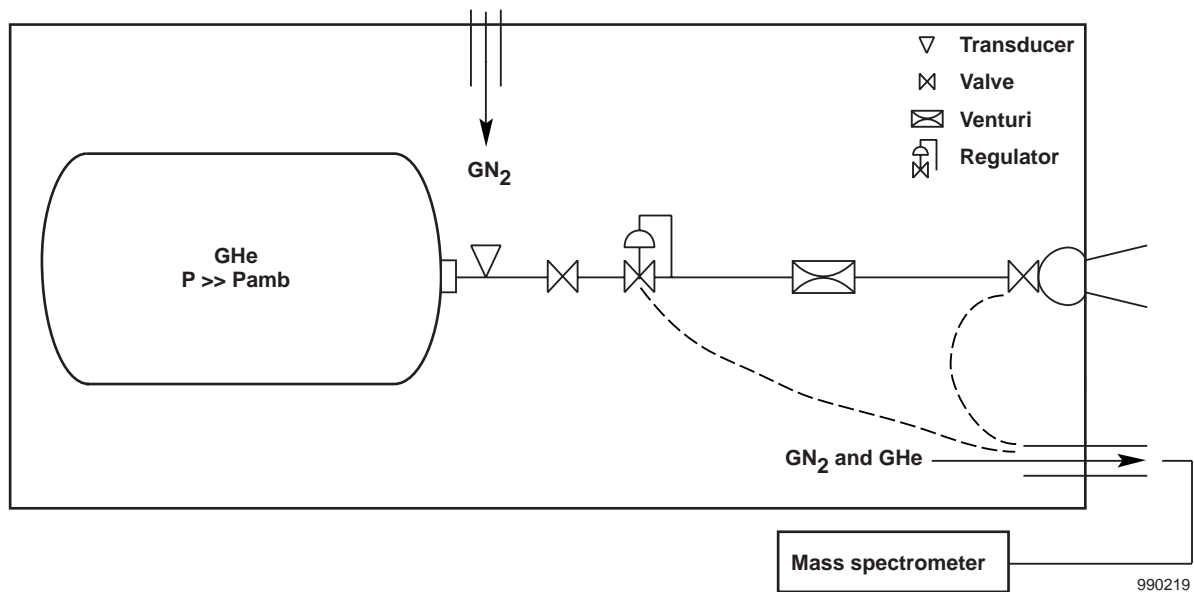 Transducer
Valve
Venturi
Regulator
GN2
GHe
P >> Pamb
GN2 and GHe
Mass spectrometer
990219